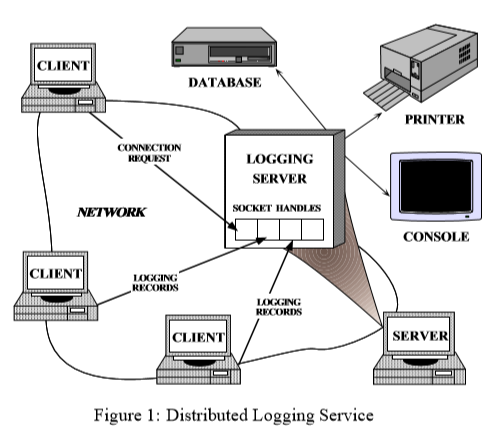 CLIENT
DATABASE
PRINTER
CONNECTION
REQUEST
LOGGING
SERVER
SOCKET HANDLES
NETWORK
CONSOLE
CLIENT
LOGGING
RECORDS
LOGGING
RECORDS
CLIENT
SERVER
Figure 1: Distributed Logging Service